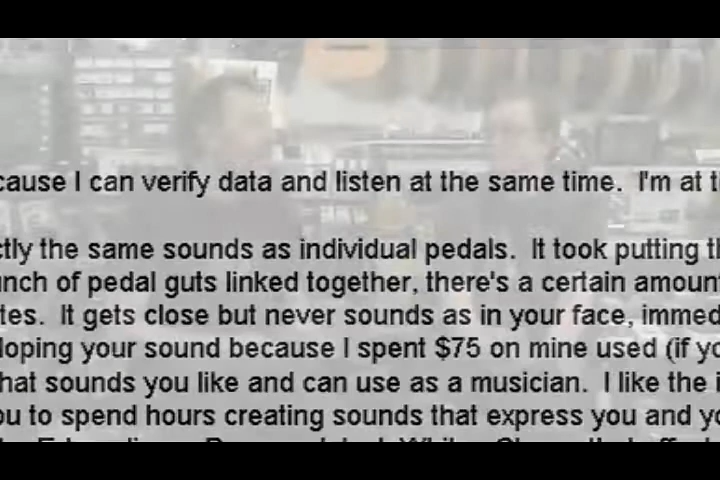 cause I can verify data and listen at the same time. I'm at t
ctly the same sounds as individual pedals. It took putting th
unch of pedal guts linked together, there's a certain amount
tes. It gets close but never sounds as in your face, immed
loping your sound because I spent $75 on mine used (if yo
hat sounds you like and can use as a musician. I like the i
ou to spend hours creating sounds that express you and yo